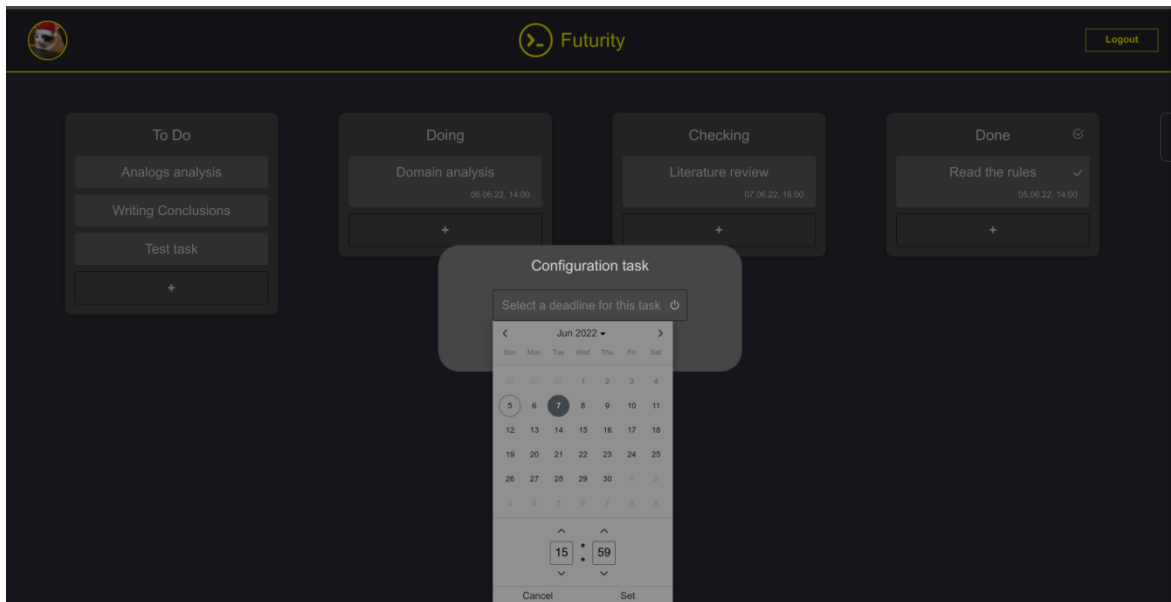 Futurity
Logout
To Do
Analogs analysis
Writing Conclusions
Test task
+
Doing
Domain analysis
06.06.22, 14:00
+
Checking
Literature review
07.06.22, 16:00
+
Done
Read the rules
05.06.22, 14:00
+
Configuration task
Select a deadline for this task
Jun 2022
Sun Mon Tue Wed Thu Fri Sat
1 2 3 4
5 6 7 8 9 10 11
12 13 14 15 16 17 18
19 20 21 22 23 24 25
26 27 28 29 30 1 2
3 4 5 6 7 8 9
15 : 59
Cancel Set